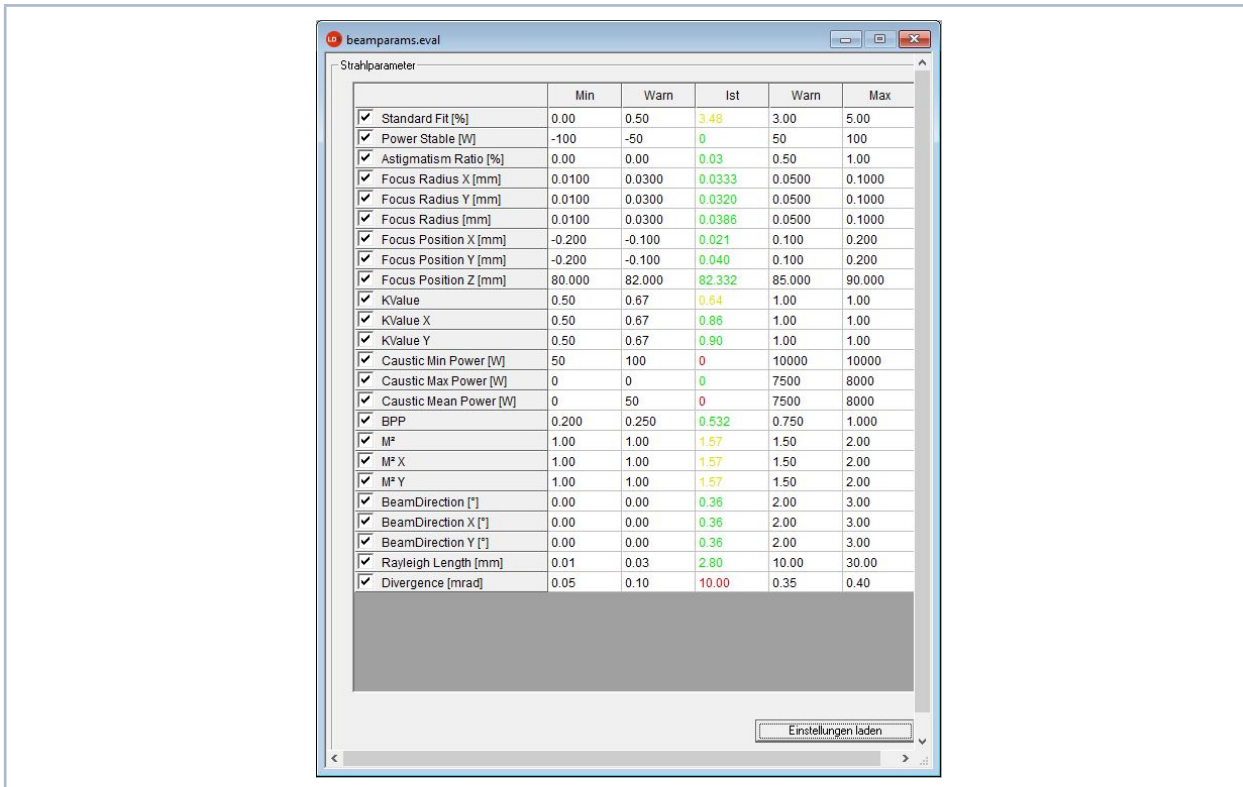 LD beamparams.eval
Strahlparameter
Min Warn Ist Warn Max
Standard Fit [%] 0.00 0.50 3.48 3.00 5.00
Power Stable [W] -100 -50 0 50 100
Astigmatism Ratio [%] 0.00 0.00 0.03 0.50 1.00
Focus Radius X [mm] 0.0100 0.0300 0.0333 0.0500 0.1000
Focus Radius Y [mm] 0.0100 0.0300 0.0320 0.0500 0.1000
Focus Radius [mm] 0.0100 0.0300 0.0386 0.0500 0.1000
Focus Position X [mm] -0.200 -0.100 0.021 0.100 0.200
Focus Position Y [mm] -0.200 -0.100 0.040 0.100 0.200
Focus Position Z [mm] 80.000 82.000 82.332 85.000 90.000
KValue 0.50 0.67 0.64 1.00 1.00
KValue X 0.50 0.67 0.86 1.00 1.00
KValue Y 0.50 0.67 0.90 1.00 1.00
Caustic Min Power [W] 50 100 0 10000 10000
Caustic Max Power [W] 0 0 0 7500 8000
Caustic Mean Power [W] 0 50 0 7500 8000
BPP 0.200 0.250 0.532 0.750 1.000
M² 1.00 1.00 1.57 1.50 2.00
M² X 1.00 1.00 1.57 1.50 2.00
M² Y 1.00 1.00 1.57 1.50 2.00
BeamDirection [°] 0.00 0.00 0.36 2.00 3.00
BeamDirection X [°] 0.00 0.00 0.36 2.00 3.00
BeamDirection Y [°] 0.00 0.00 0.36 2.00 3.00
Rayleigh Length [mm] 0.01 0.03 2.80 10.00 30.00
Divergence [mrad] 0.05 0.10 10.00 0.35 0.40
Einstellungen laden